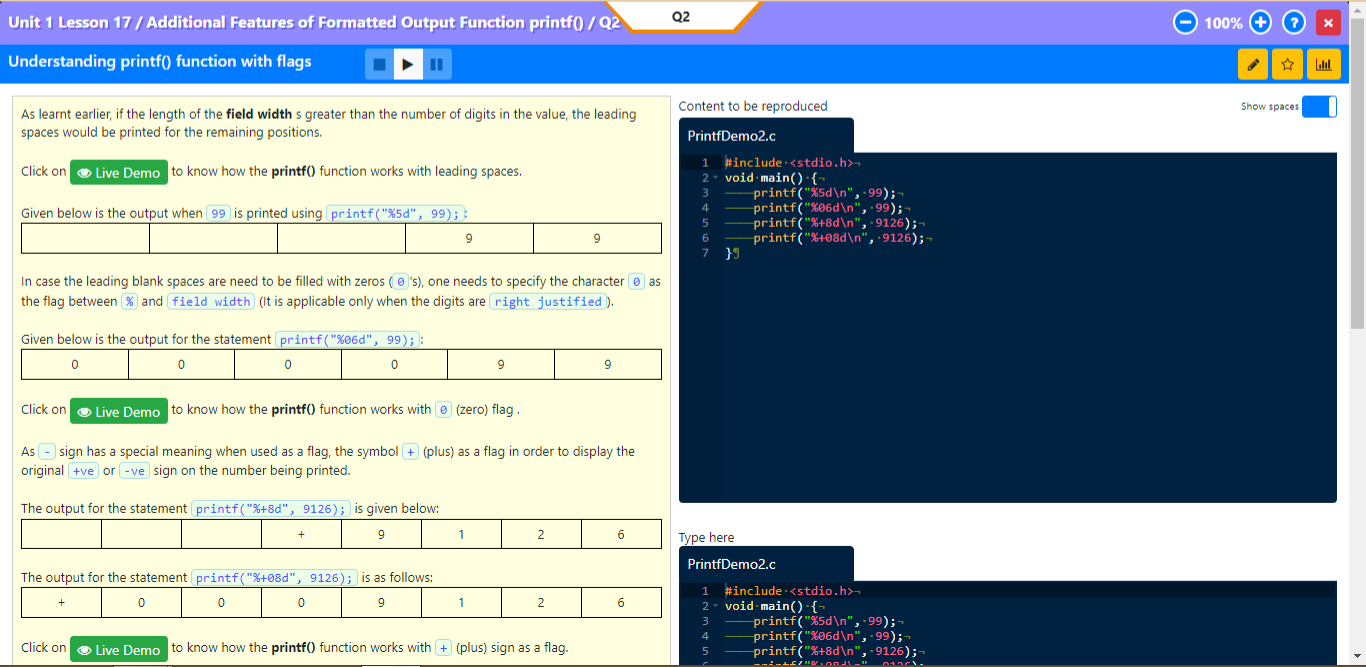 Unit 1 Lesson 17 / Additional Features of Formatted Output Function printf() / Q2
Q2
100%
Understanding printf() function with flags
As learnt earlier, if the length of the field width s greater than the number of digits in the value, the leading
spaces would be printed for the remaining positions.
Click on Live Demo to know how the printf() function works with leading spaces.
Given below is the output when 99 is printed using printf("%5d", 99); :
9 9
In case the leading blank spaces are need to be filled with zeros ( 0 's), one needs to specify the character 0 as
the flag between % and field width (It is applicable only when the digits are right justified ).
Given below is the output for the statement printf("%06d", 99); :
0 0 0 0 9 9
Click on Live Demo to know how the printf() function works with 0 (zero) flag .
As - sign has a special meaning when used as a flag, the symbol + (plus) as a flag in order to display the
original +ve or -ve sign on the number being printed.
The output for the statement printf("%+8d", 9126); is given below:
+ 9 1 2 6
The output for the statement printf("%+08d", 9126); is as follows:
+ 0 0 0 9 1 2 6
Click on Live Demo to know how the printf() function works with + (plus) sign as a flag.
Content to be reproduced
Show spaces
PrintfDemo2.c
1 #include·<stdio.h>¬
2 void·main()·{¬
3 ————printf("%5d\n",·99);¬
4 ————printf("%06d\n",·99);¬
5 ————printf("%+8d\n",·9126);¬
6 ————printf("%+08d\n",·9126);¬
7 }¶
Type here
PrintfDemo2.c
1 #include·<stdio.h>¬
2 void·main()·{¬
3 ————printf("%5d\n",·99);¬
4 ————printf("%06d\n",·99);¬
5 ————printf("%+8d\n",·9126);¬